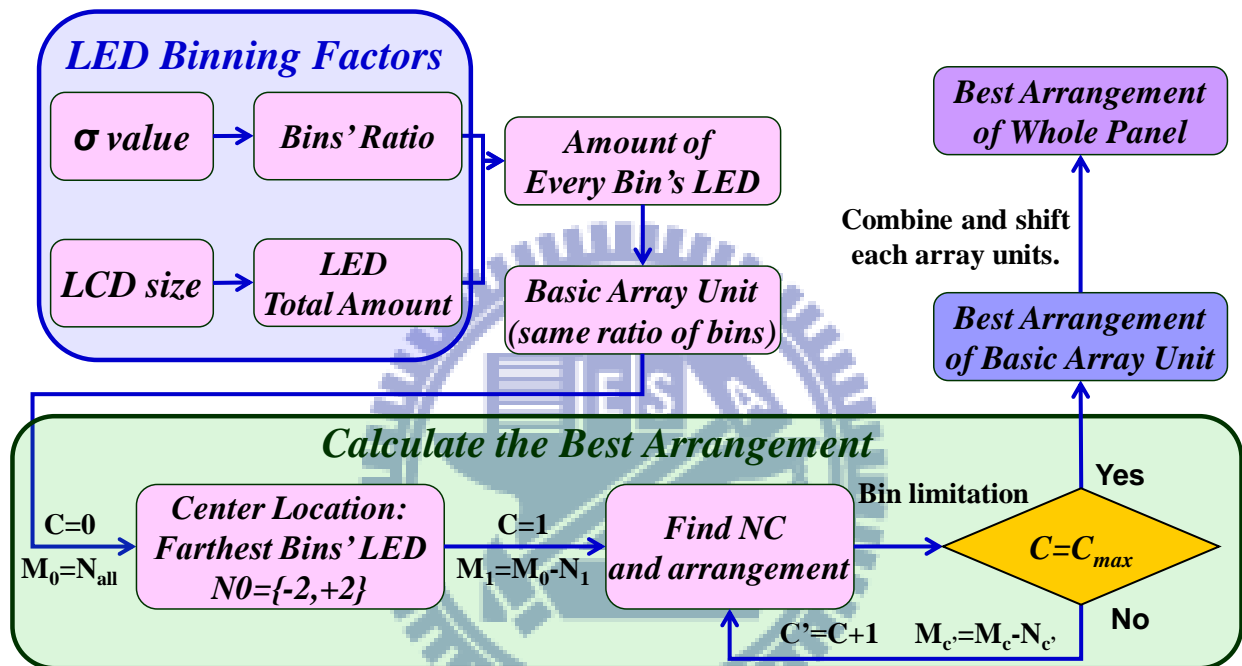 LED Binning Factors
σ value
Bins' Ratio
LCD size
LED
Total Amount
Amount of
Every Bin's LED
Basic Array Unit
(same ratio of bins)
Best Arrangement
of Whole Panel
Combine and shift
each array units.
Best Arrangement
of Basic Array Unit
E S A
Calculate the Best Arrangement
C=0
M₀=Nₐₗₗ
Center Location:
Farthest Bins' LED
N0={-2,+2}
C=1
M₁=M₀-N₁
Find NC
and arrangement
Bin limitation
C=Cmax
Yes
No
C'=C+1
Mc'=Mc-Nc'